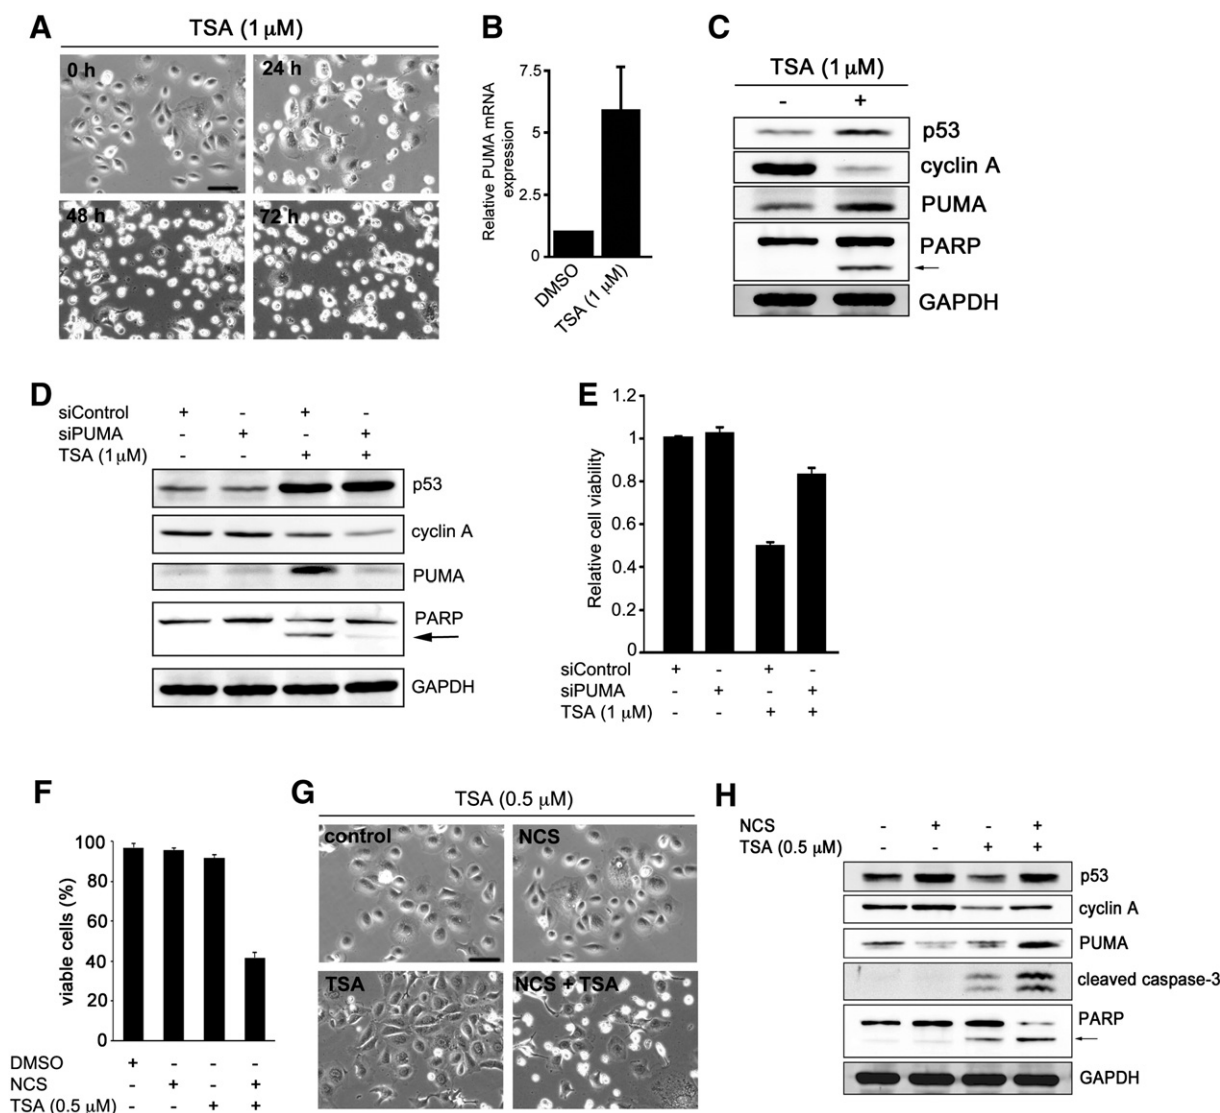 A
TSA (1 μM)
0 h
24 h
48 h
72 h
B
Relative PUMA mRNA
expression
7.5
5
2.5
0
DMSO
TSA (1 μM)
C
TSA (1 μM)
- +
p53
cyclin A
PUMA
PARP
GAPDH
D
siControl + - + -
siPUMA - + - +
TSA (1 μM) - - + +
p53
cyclin A
PUMA
PARP
GAPDH
E
Relative cell viability
1.2
1
0.8
0.6
0.4
0.2
0
siControl + - + -
siPUMA - + - +
TSA (1 μM) - - + +
F
viable cells (%)
100
80
60
40
20
0
DMSO + - - -
NCS - + - +
TSA (0.5 μM) - - + +
G
TSA (0.5 μM)
control
NCS
TSA
NCS + TSA
H
NCS - + - +
TSA (0.5 μM) - - + +
p53
cyclin A
PUMA
cleaved caspase-3
PARP
GAPDH